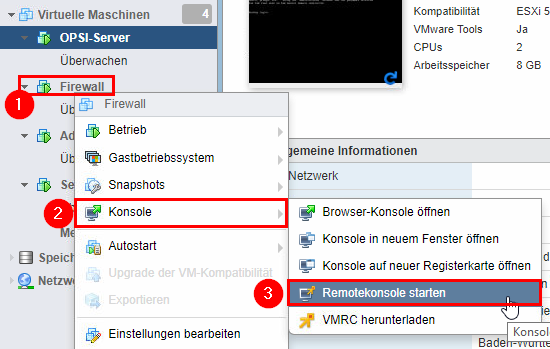 Virtuelle Maschinen 4
OPSI-Server
Überwachen
Firewall
1
Üb
Ad
Üb
Se
Me
Speich
Netzwe
Kompatibilität ESXi 5
VMware Tools Ja
CPUs 2
Arbeitsspeicher 8 GB
gemeine Informationen
Netzwerk
Firewall
Betrieb
Gastbetriebssystem
Snapshots
2
Konsole
Autostart
Upgrade der VM-Kompatibilität
Exportieren
Einstellungen bearbeiten
Browser-Konsole öffnen
Konsole in neuem Fenster öffnen
Konsole auf neuer Registerkarte öffnen
3
Remotekonsole starten
VMRC herunterladen
Konsol
Baden-Württe